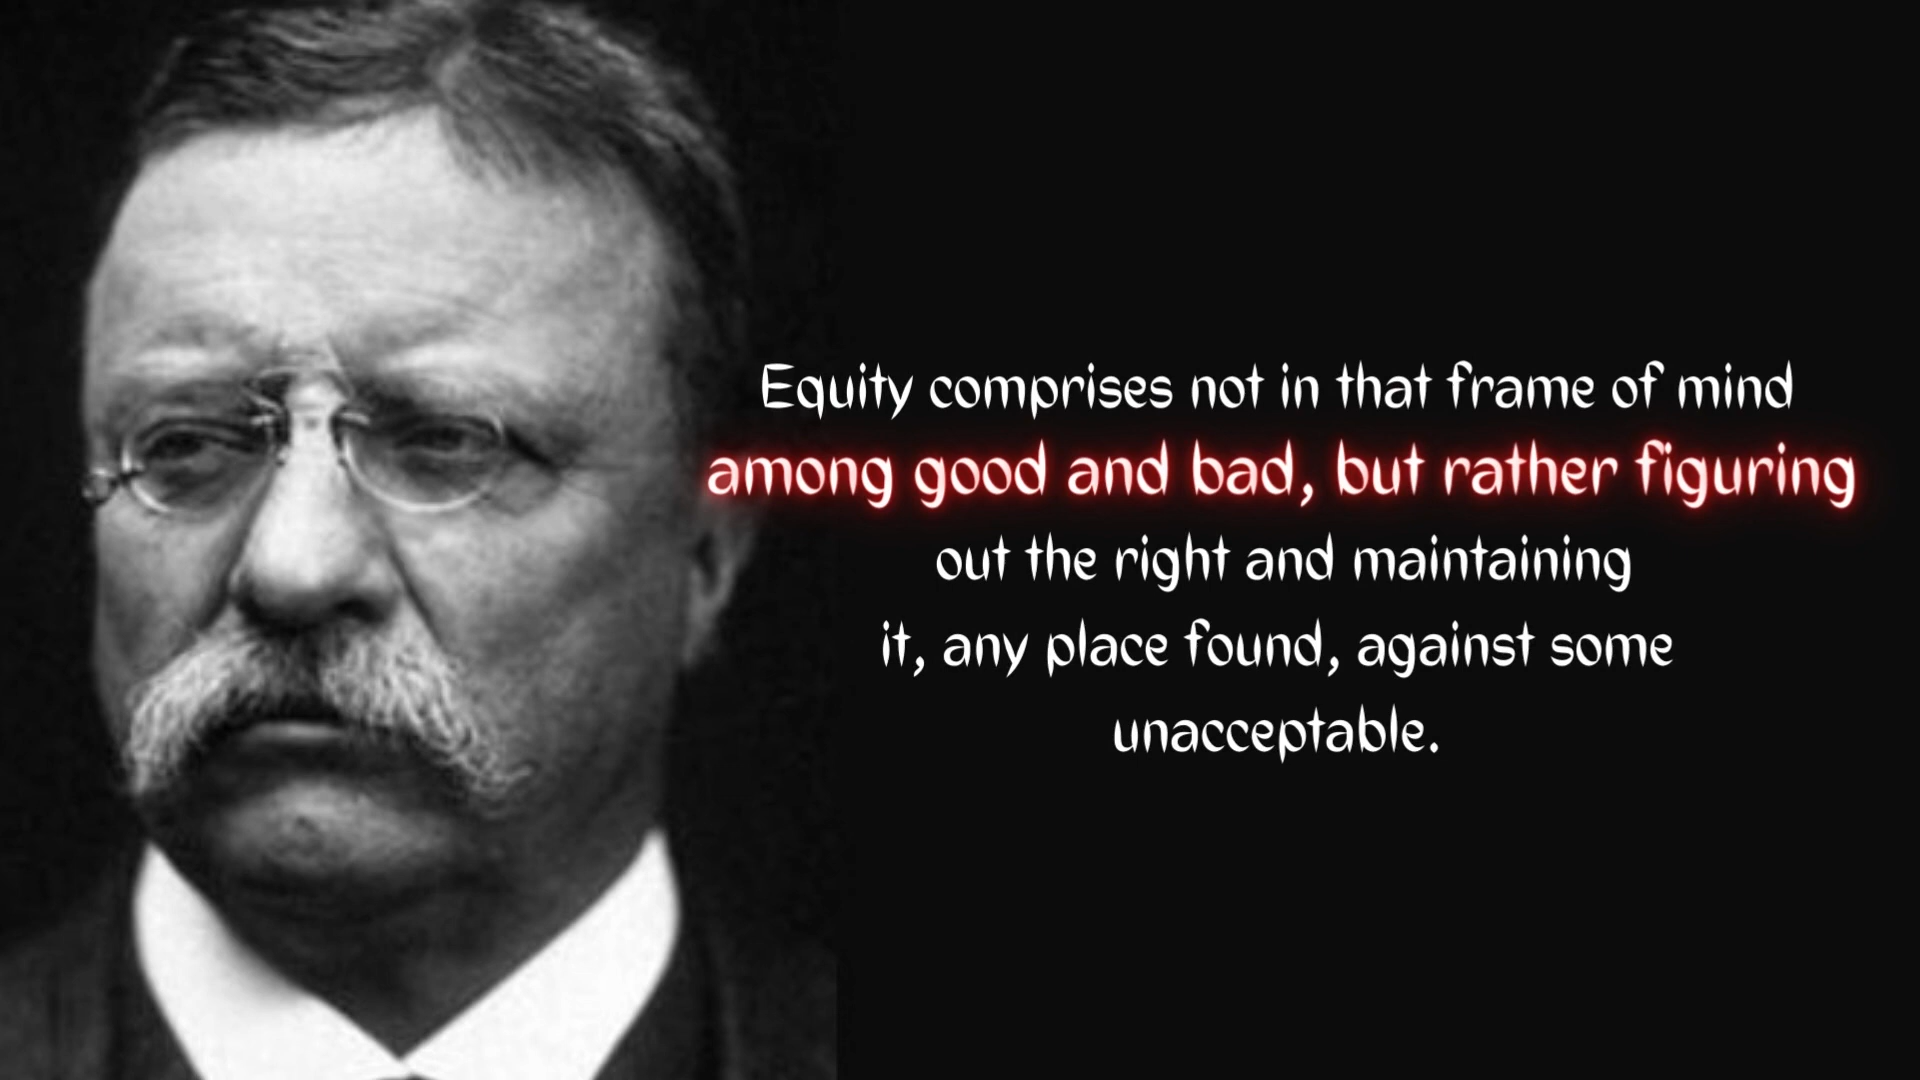 Equity comprises not in that frame of mind
among good and bad, but rather figuring
out the right and maintaining
it, any place found, against some
unacceptable.